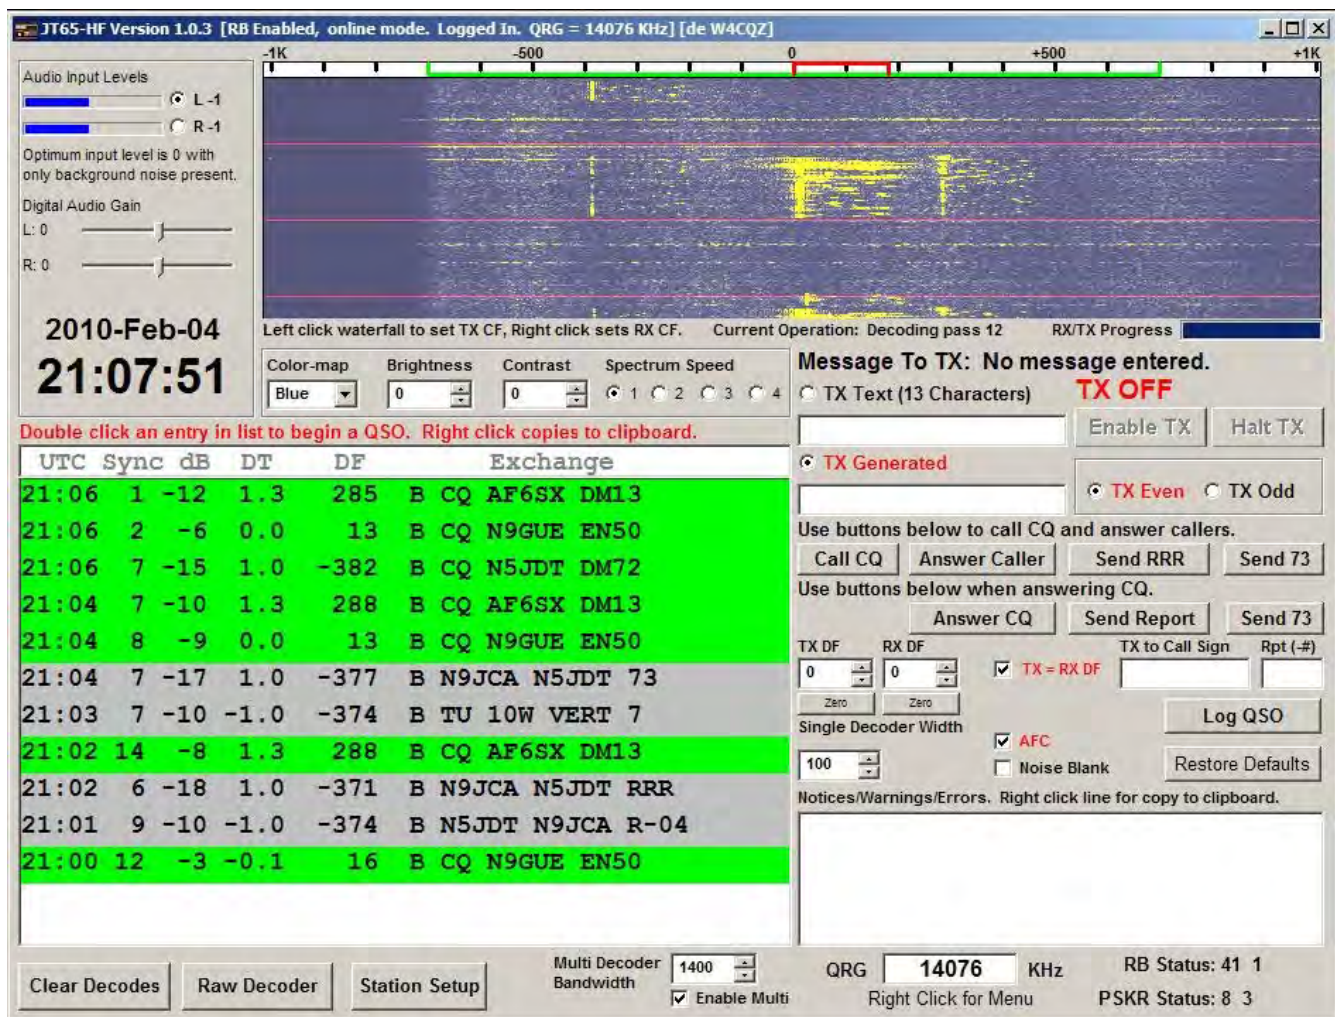 JT65-HF Version 1.0.3 [RB Enabled, online mode. Logged In. QRG = 14076 KHz] [de W4CQZ]
-1K -500 0 +500 +1K
Audio Input Levels
L -1
R -1
Optimum input level is 0 with
only background noise present.
Digital Audio Gain
L: 0
R: 0
2010-Feb-04
21:07:51
Left click waterfall to set TX CF, Right click sets RX CF. Current Operation: Decoding pass 12 RX/TX Progress
Color-map Brightness Contrast Spectrum Speed
Blue 0 0 1 2 3 4
Double click an entry in list to begin a QSO. Right click copies to clipboard.
UTC Sync dB DT DF Exchange
21:06 1 -12 1.3 285 B CQ AF6SX DM13
21:06 2 -6 0.0 13 B CQ N9GUE EN50
21:06 7 -15 1.0 -382 B CQ N5JDT DM72
21:04 7 -10 1.3 288 B CQ AF6SX DM13
21:04 8 -9 0.0 13 B CQ N9GUE EN50
21:04 7 -17 1.0 -377 B N9JCA N5JDT 73
21:03 7 -10 -1.0 -374 B TU 10W VERT 7
21:02 14 -8 1.3 288 B CQ AF6SX DM13
21:02 6 -18 1.0 -371 B N9JCA N5JDT RRR
21:01 9 -10 -1.0 -374 B N5JDT N9JCA R-04
21:00 12 -3 -0.1 16 B CQ N9GUE EN50
Message To TX: No message entered.
TX Text (13 Characters) TX OFF
Enable TX Halt TX
TX Generated
TX Even TX Odd
Use buttons below to call CQ and answer callers.
Call CQ Answer Caller Send RRR Send 73
Use buttons below when answering CQ.
Answer CQ Send Report Send 73
TX DF RX DF TX to Call Sign Rpt (-#)
0 0 TX = RX DF
Zero Zero
Log QSO
Single Decoder Width
AFC
100 Noise Blank Restore Defaults
Notices/Warnings/Errors. Right click line for copy to clipboard.
Clear Decodes Raw Decoder Station Setup
Multi Decoder
Bandwidth
1400
Enable Multi
QRG 14076 KHz
Right Click for Menu
RB Status: 41 1
PSKR Status: 8 3